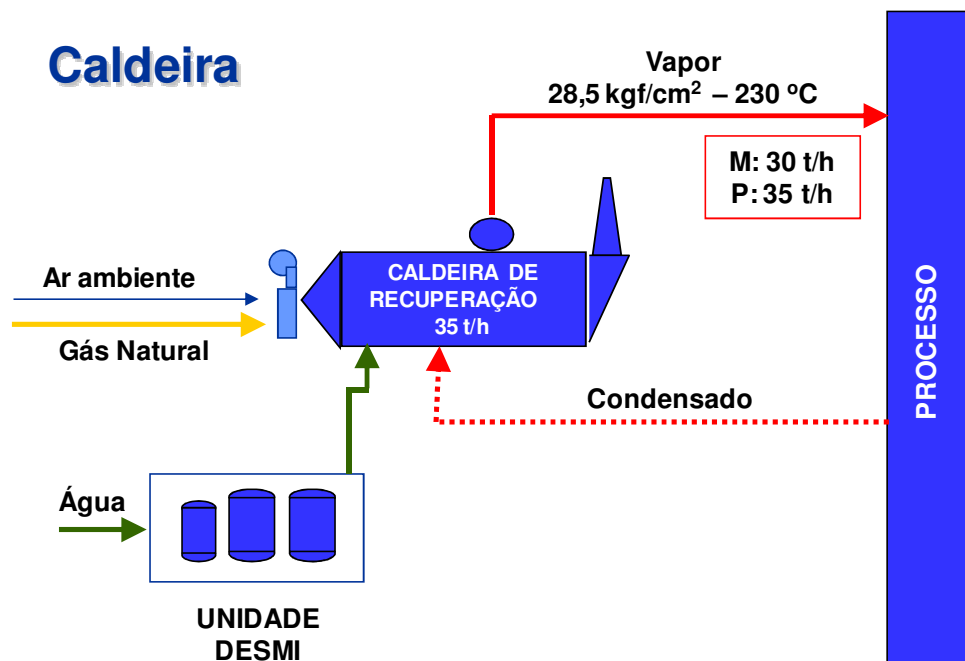 Caldeira
Vapor
28,5 kgf/cm² – 230 ºC
M: 30 t/h
P: 35 t/h
CALDEIRA DE
RECUPERAÇÃO
35 t/h
Ar ambiente
Gás Natural
Condensado
PROCESSO
Água
UNIDADE
DESMI